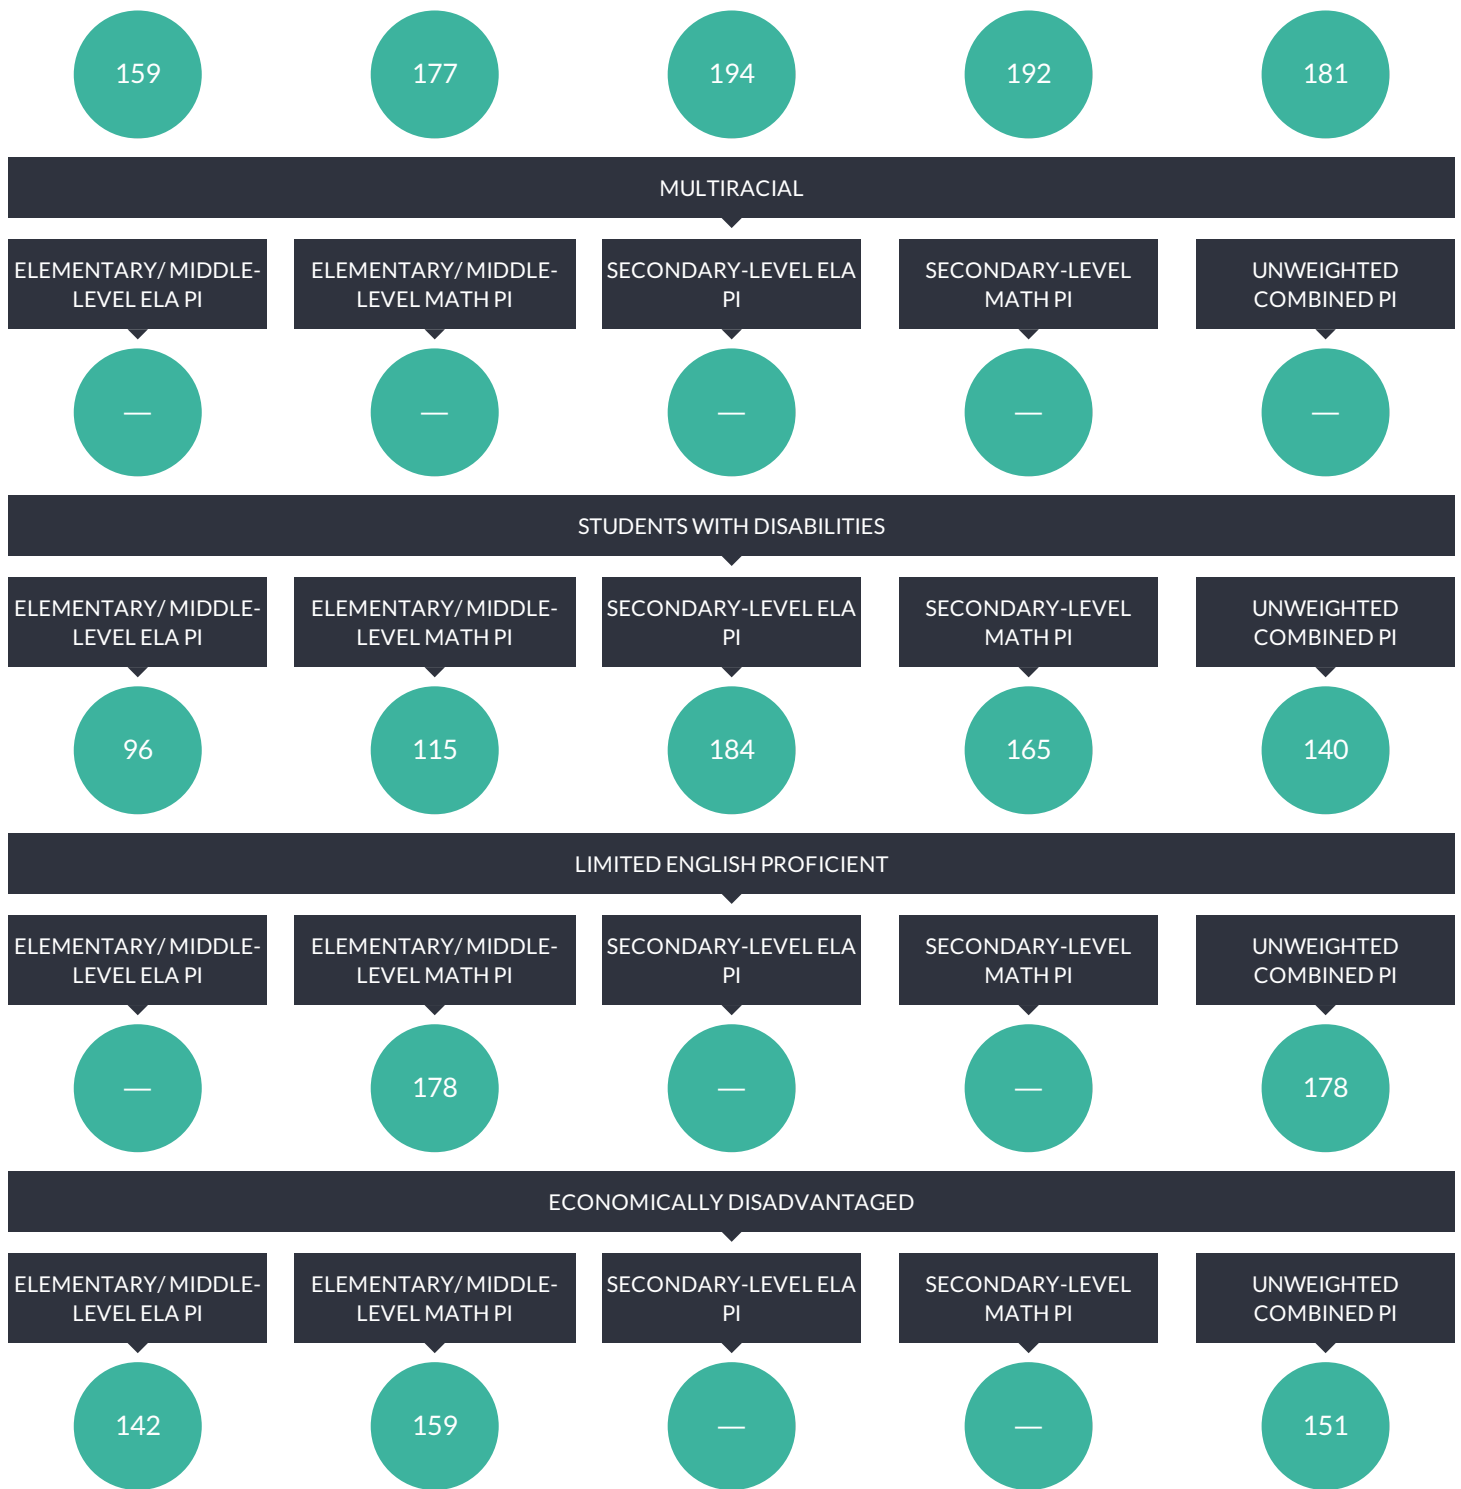 159 177 194 192 181
MULTIRACIAL
ELEMENTARY/ MIDDLE-
LEVEL ELA PI
ELEMENTARY/ MIDDLE-
LEVEL MATH PI
SECONDARY-LEVEL ELA
PI
SECONDARY-LEVEL
MATH PI
UNWEIGHTED
COMBINED PI
— — — — —
STUDENTS WITH DISABILITIES
ELEMENTARY/ MIDDLE-
LEVEL ELA PI
ELEMENTARY/ MIDDLE-
LEVEL MATH PI
SECONDARY-LEVEL ELA
PI
SECONDARY-LEVEL
MATH PI
UNWEIGHTED
COMBINED PI
96 115 184 165 140
LIMITED ENGLISH PROFICIENT
ELEMENTARY/ MIDDLE-
LEVEL ELA PI
ELEMENTARY/ MIDDLE-
LEVEL MATH PI
SECONDARY-LEVEL ELA
PI
SECONDARY-LEVEL
MATH PI
UNWEIGHTED
COMBINED PI
— 178 — — 178
ECONOMICALLY DISADVANTAGED
ELEMENTARY/ MIDDLE-
LEVEL ELA PI
ELEMENTARY/ MIDDLE-
LEVEL MATH PI
SECONDARY-LEVEL ELA
PI
SECONDARY-LEVEL
MATH PI
UNWEIGHTED
COMBINED PI
142 159 — — 151